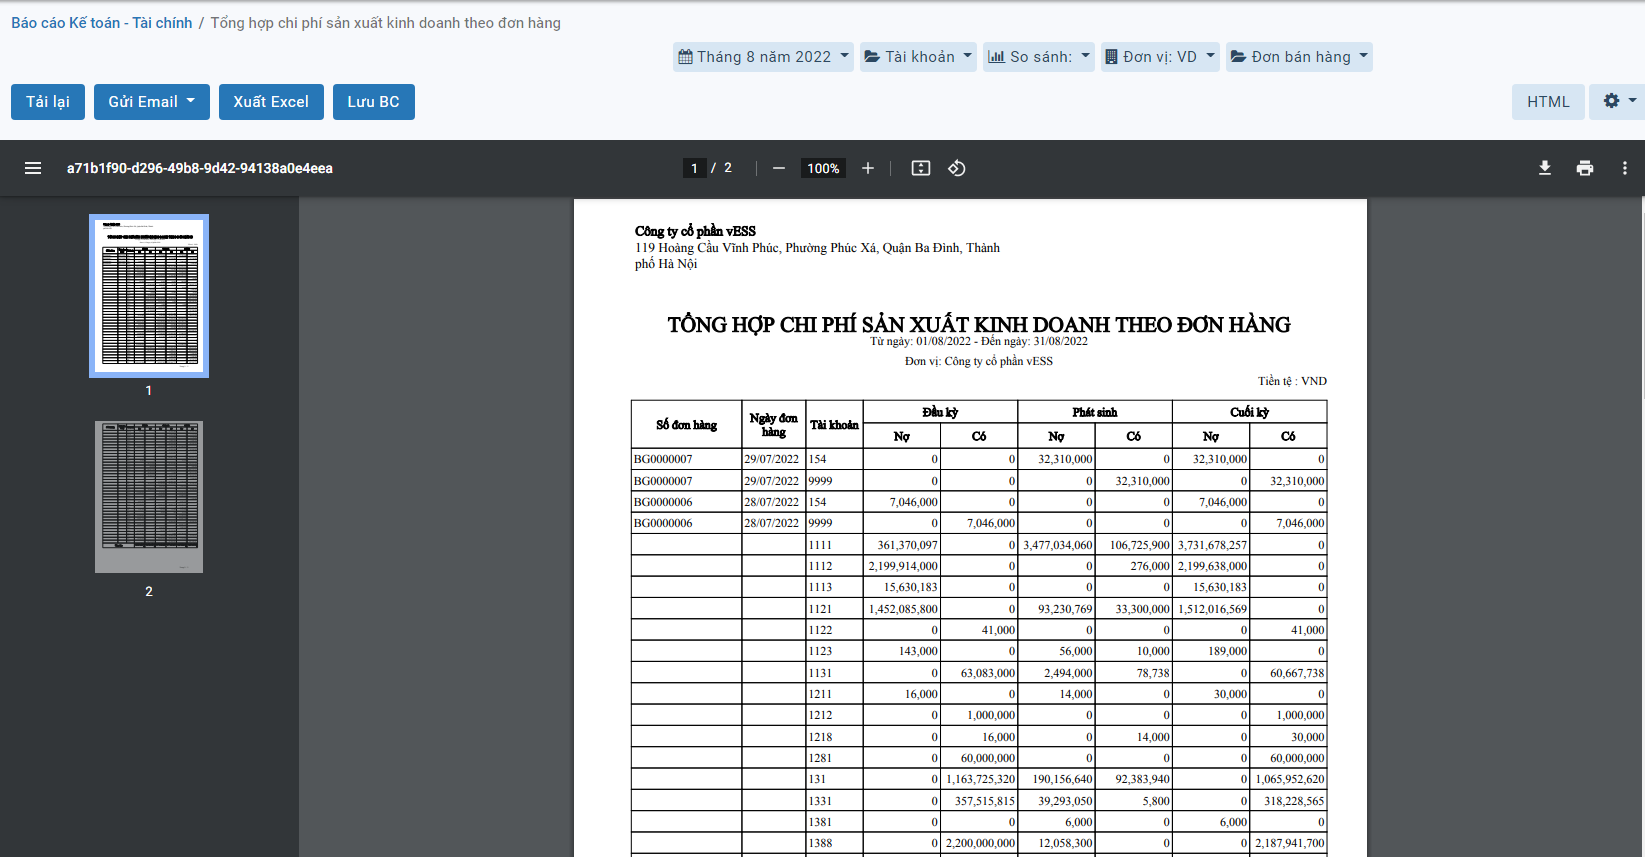 Báo cáo Kế toán - Tài chính / Tổng hợp chi phí sản xuất kinh doanh theo đơn hàng
Tháng 8 năm 2022 Tài khoản So sánh: Đơn vị: VD Đơn bán hàng
Tải lại Gửi Email Xuất Excel Lưu BC HTML
a71b1f90-d296-49b8-9d42-94138a0e4eea 1 / 2 100%
1
2
Công ty cổ phần vESS
119 Hoàng Cầu Vĩnh Phúc, Phường Phúc Xá, Quận Ba Đình, Thành
phố Hà Nội
TỔNG HỢP CHI PHÍ SẢN XUẤT KINH DOANH THEO ĐƠN HÀNG
Từ ngày: 01/08/2022 - Đến ngày: 31/08/2022
Đơn vị: Công ty cổ phần vESS
Tiền tệ : VND
Số đơn hàng Ngày đơn hàng Tài khoản Đầu kỳ Phát sinh Cuối kỳ
Nợ Có Nợ Có Nợ Có
BG0000007 29/07/2022 154 0 0 32,310,000 0 32,310,000 0
BG0000007 29/07/2022 9999 0 0 0 32,310,000 0 32,310,000
BG0000006 28/07/2022 154 7,046,000 0 0 0 7,046,000 0
BG0000006 28/07/2022 9999 0 7,046,000 0 0 0 7,046,000
1111 361,370,097 0 3,477,034,060 106,725,900 3,731,678,257 0
1112 2,199,914,000 0 0 276,000 2,199,638,000 0
1113 15,630,183 0 0 0 15,630,183 0
1121 1,452,085,800 0 93,230,769 33,300,000 1,512,016,569 0
1122 0 41,000 0 0 0 41,000
1123 143,000 0 56,000 10,000 189,000 0
1131 0 63,083,000 2,494,000 78,738 0 60,667,738
1211 16,000 0 14,000 0 30,000 0
1212 0 1,000,000 0 0 0 1,000,000
1218 0 16,000 0 14,000 0 30,000
1281 0 60,000,000 0 0 0 60,000,000
131 0 1,163,725,320 190,156,640 92,383,940 0 1,065,952,620
1331 0 357,515,815 39,293,050 5,800 0 318,228,565
1381 0 0 6,000 0 6,000 0
1388 0 2,200,000,000 12,058,300 0 0 2,187,941,700